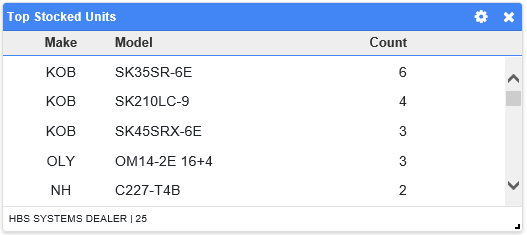 Top Stocked Units
Make Model Count
KOB SK35SR-6E 6
KOB SK210LC-9 4
KOB SK45SRX-6E 3
OLY OM14-2E 16+4 3
NH C227-T4B 2
HBS SYSTEMS DEALER | 25